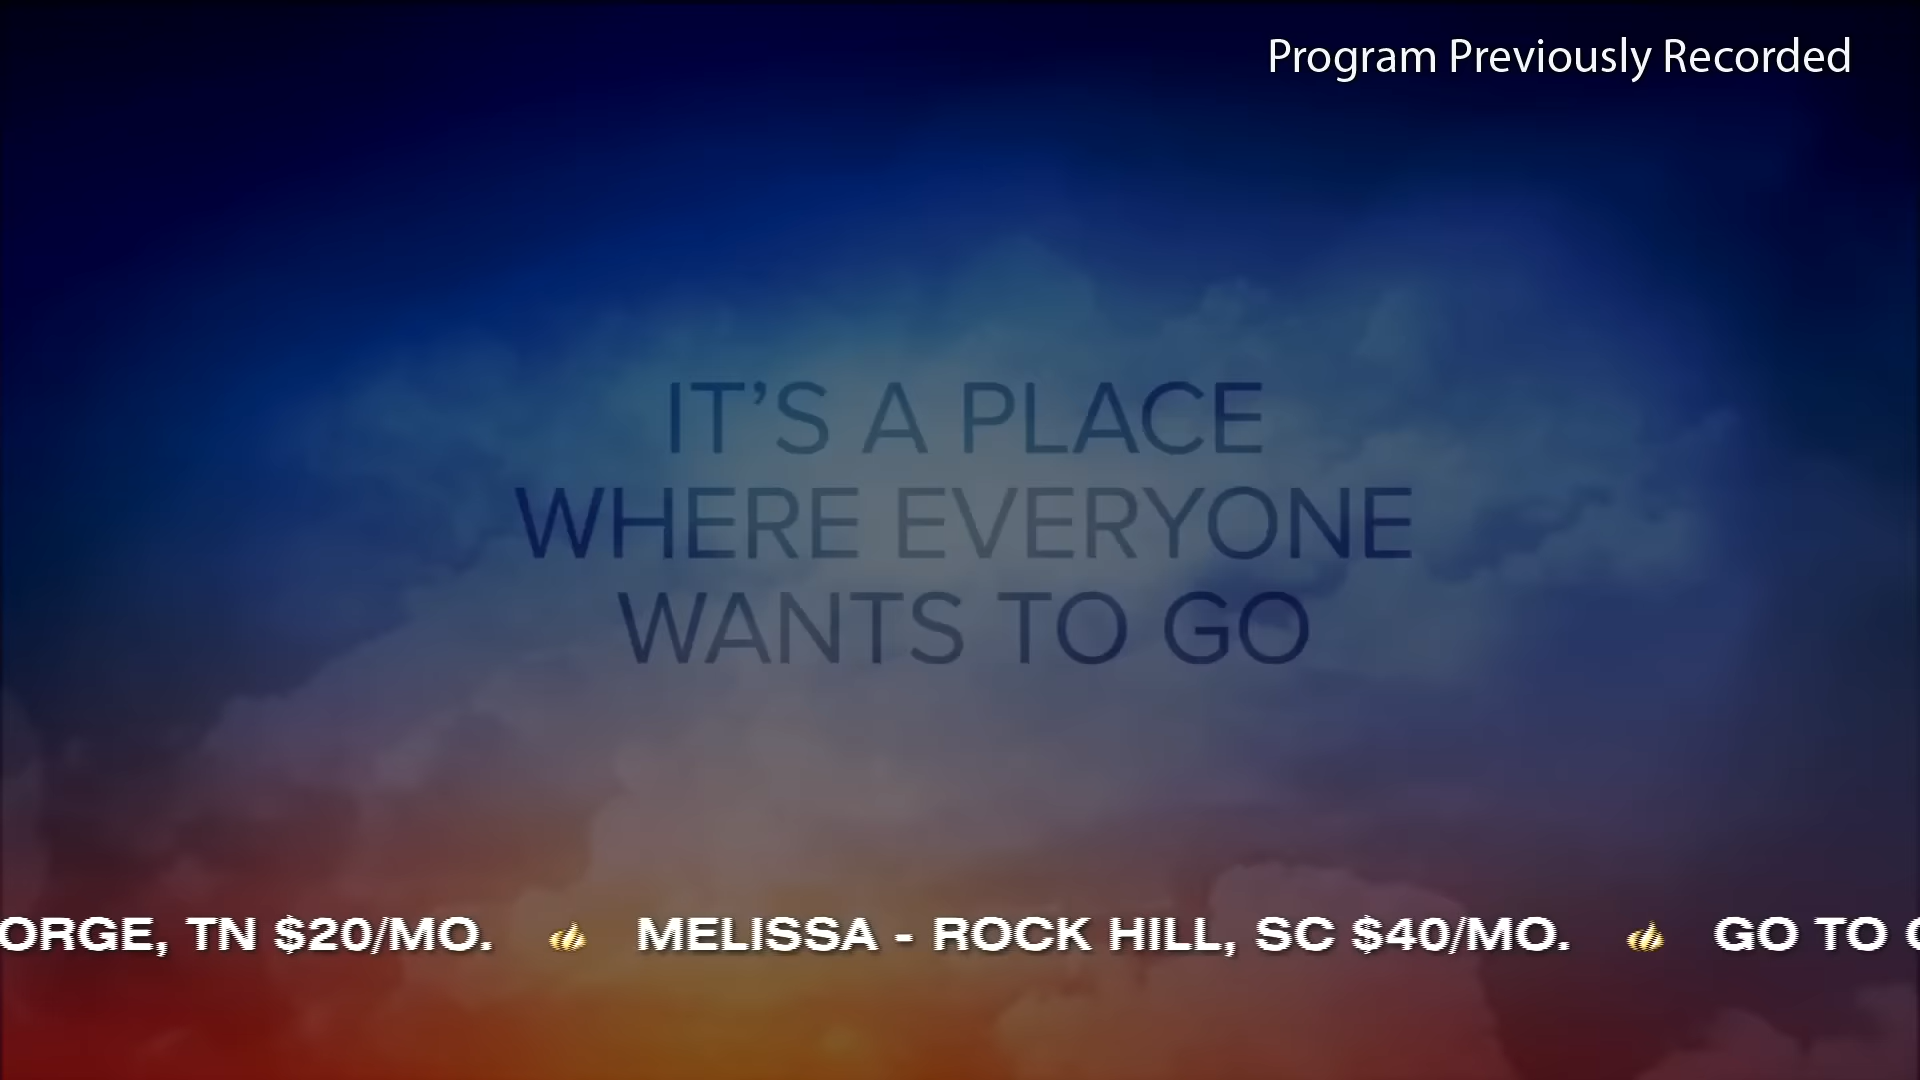 Program Previously Recorded
IT'S A PLACE
WHERE EVERYONE
WANTS TO GO
ORGE, TN $20/MO. MELISSA - ROCK HILL, SC $40/MO. GO TO